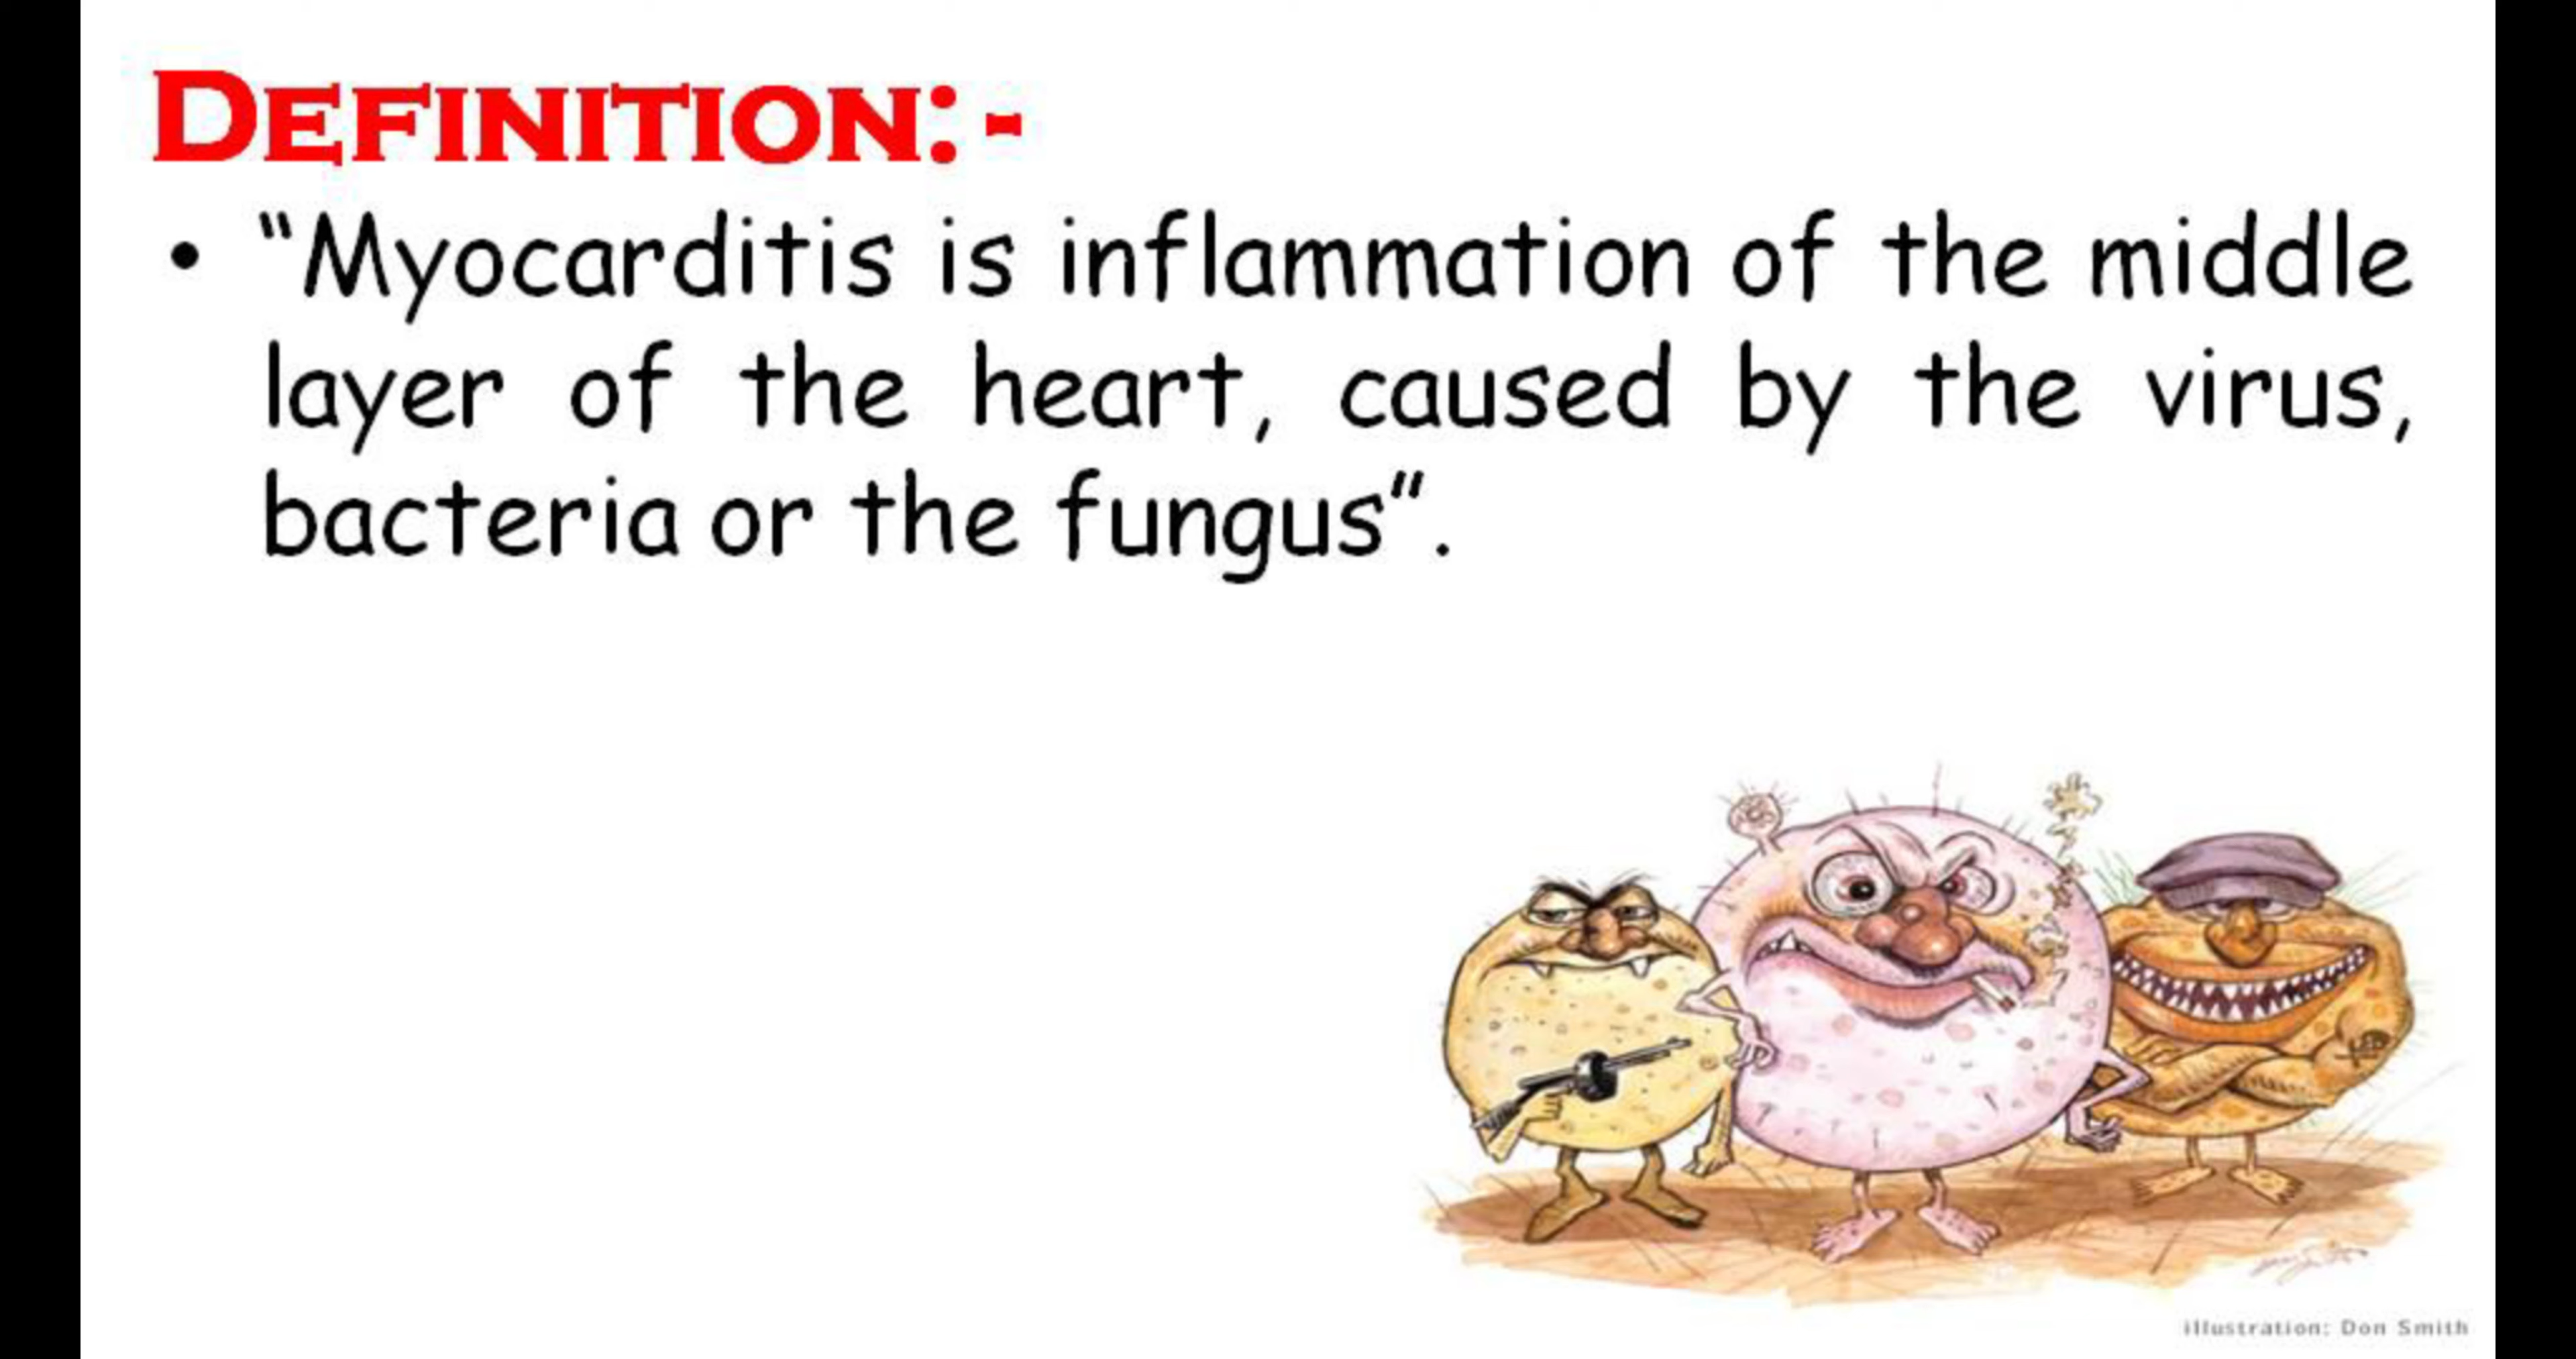 DEFINITION: -
• “Myocarditis is inflammation of the middle
layer of the heart, caused by the virus,
bacteria or the fungus”.
illustration: Don Smith